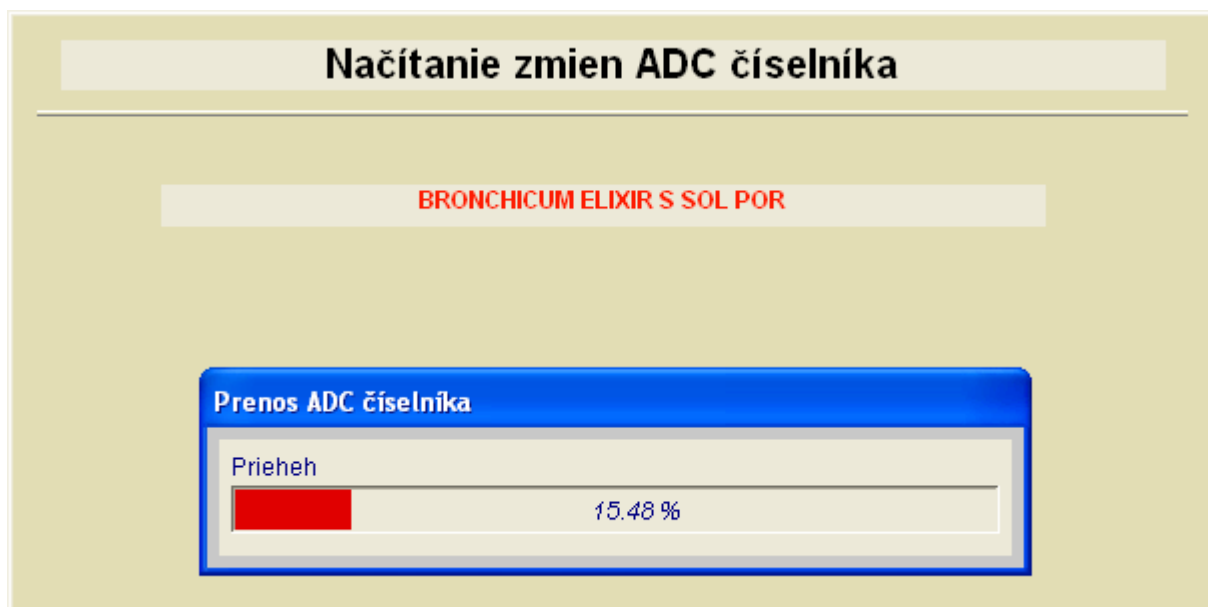 Načítanie zmien ADC číselníka
BRONCHICUM ELIXIR S SOL POR
Prenos ADC číselníka
Prieheh
15.48 %